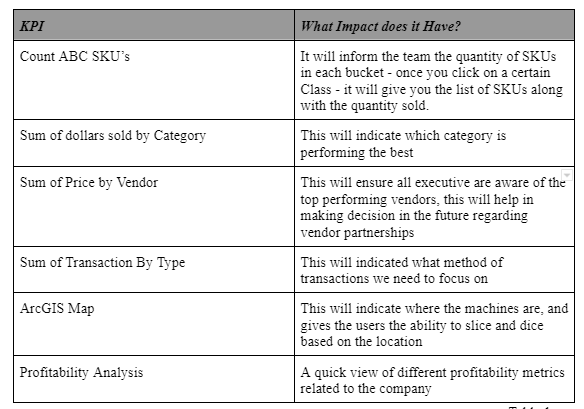 KPI
What Impact does it Have?
Count ABC SKU's
It will inform the team the quantity of SKUs
in each bucket - once you click on a certain
Class - it will give you the list of SKUs along
with the quantity sold.
Sum of dollars sold by Category
This will indicate which category is
performing the best
Sum of Price by Vendor
This will ensure all executive are aware of the
top performing vendors, this will help in
making decision in the future regarding
vendor partnerships
Sum of Transaction By Type
This will indicated what method of
transactions we need to focus on
ArcGIS Map
This will indicate where the machines are, and
gives the users the ability to slice and dice
based on the location
Profitability Analysis
A quick view of different profitability metrics
related to the company